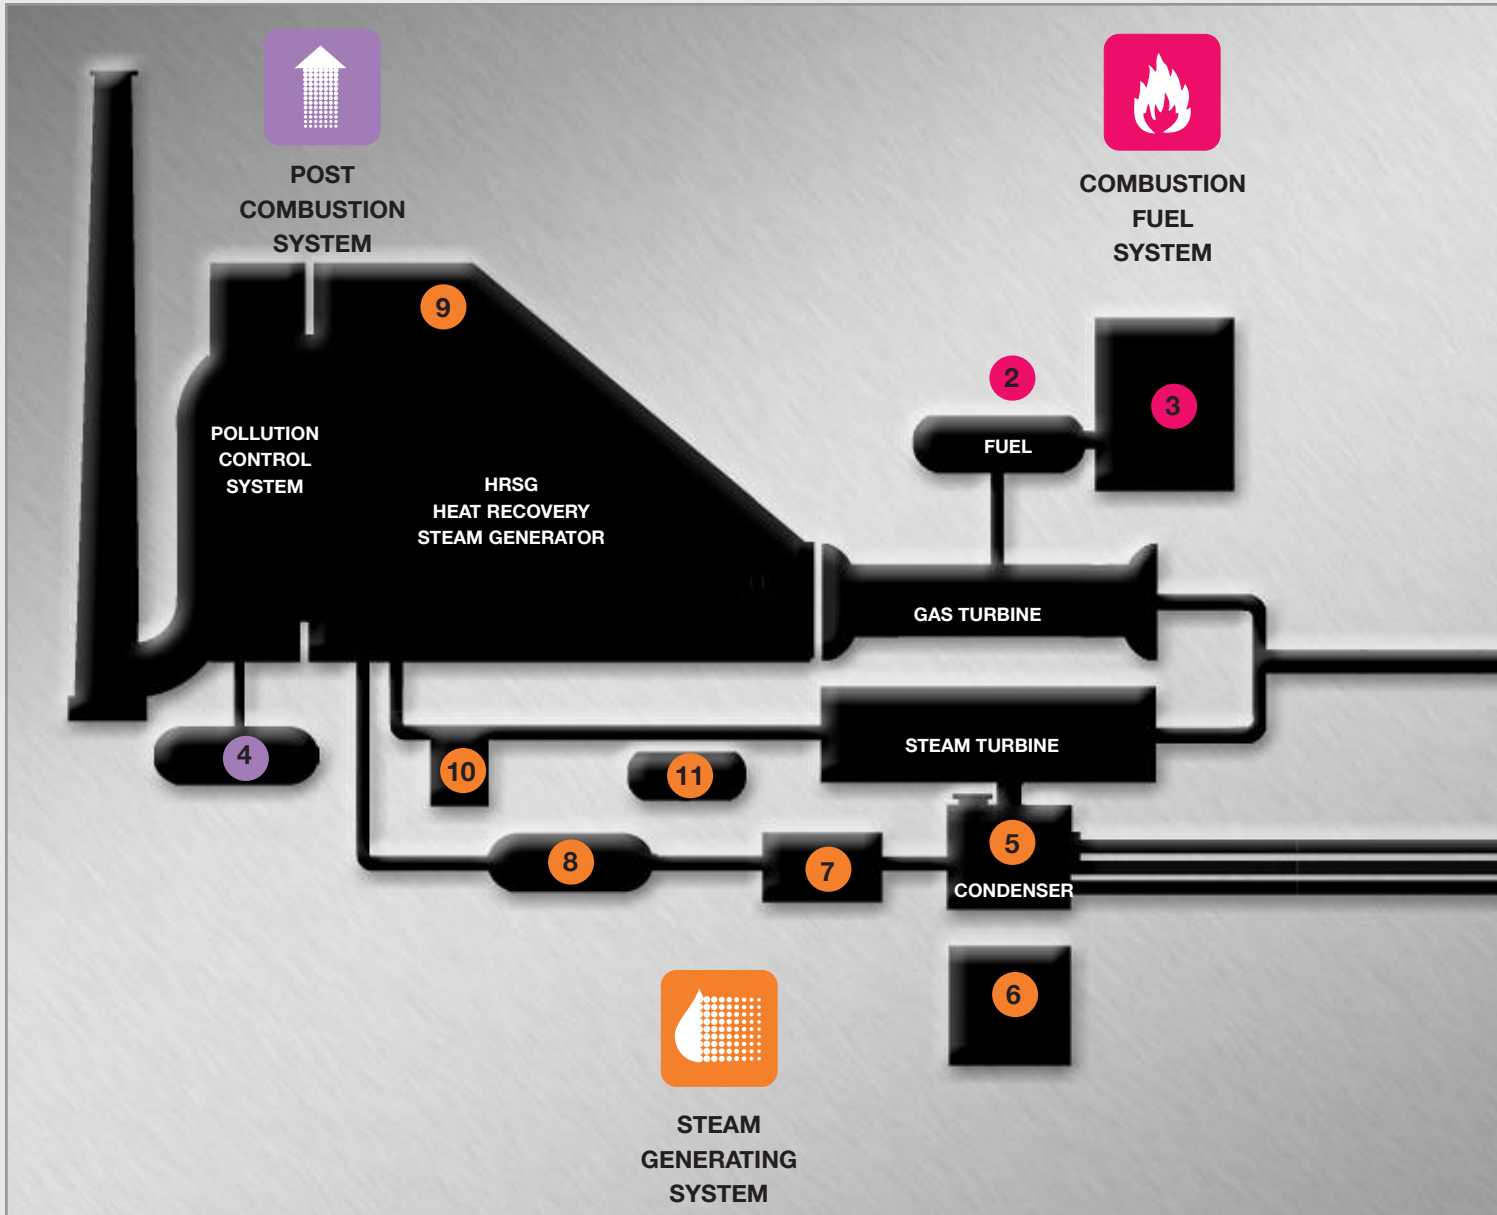 POST
COMBUSTION
SYSTEM
COMBUSTION
FUEL
SYSTEM
9
2
3
FUEL
POLLUTION
CONTROL
SYSTEM
HRSG
HEAT RECOVERY
STEAM GENERATOR
GAS TURBINE
STEAM TURBINE
4
10
11
8
7
5
CONDENSER
6
STEAM
GENERATING
SYSTEM